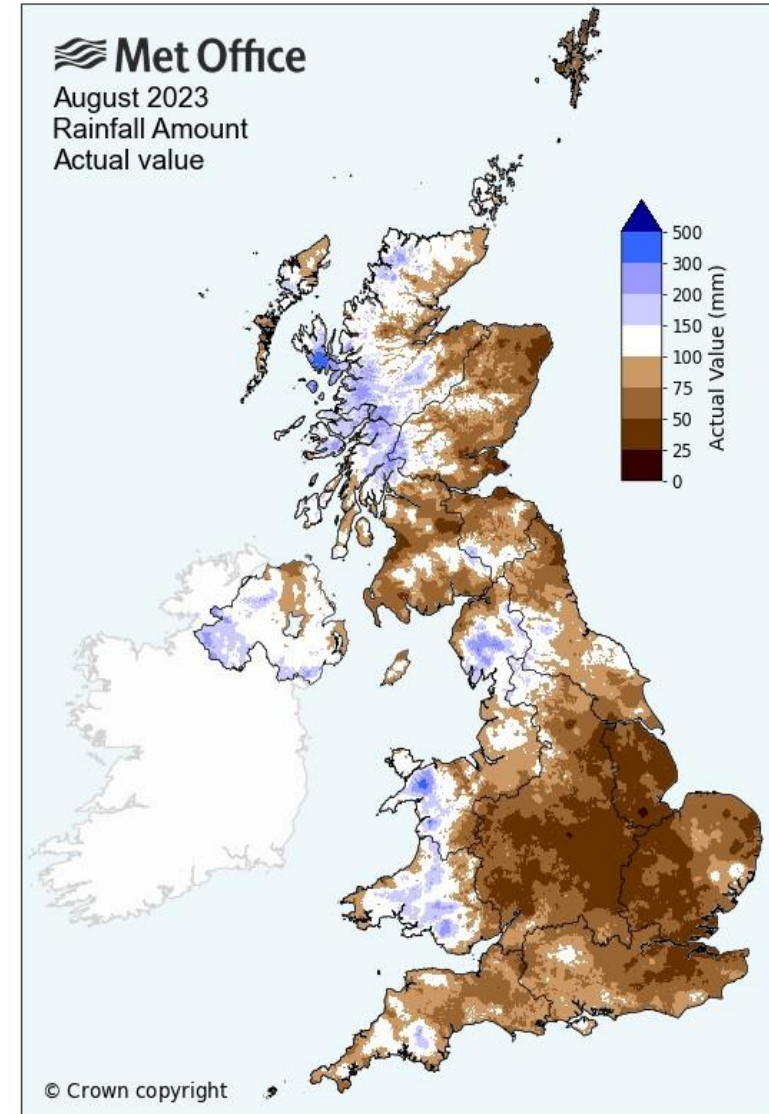 Met Office
August 2023
Rainfall Amount
Actual value
500
300
200
150
100
75
50
25
0
Actual Value (mm)
© Crown copyright